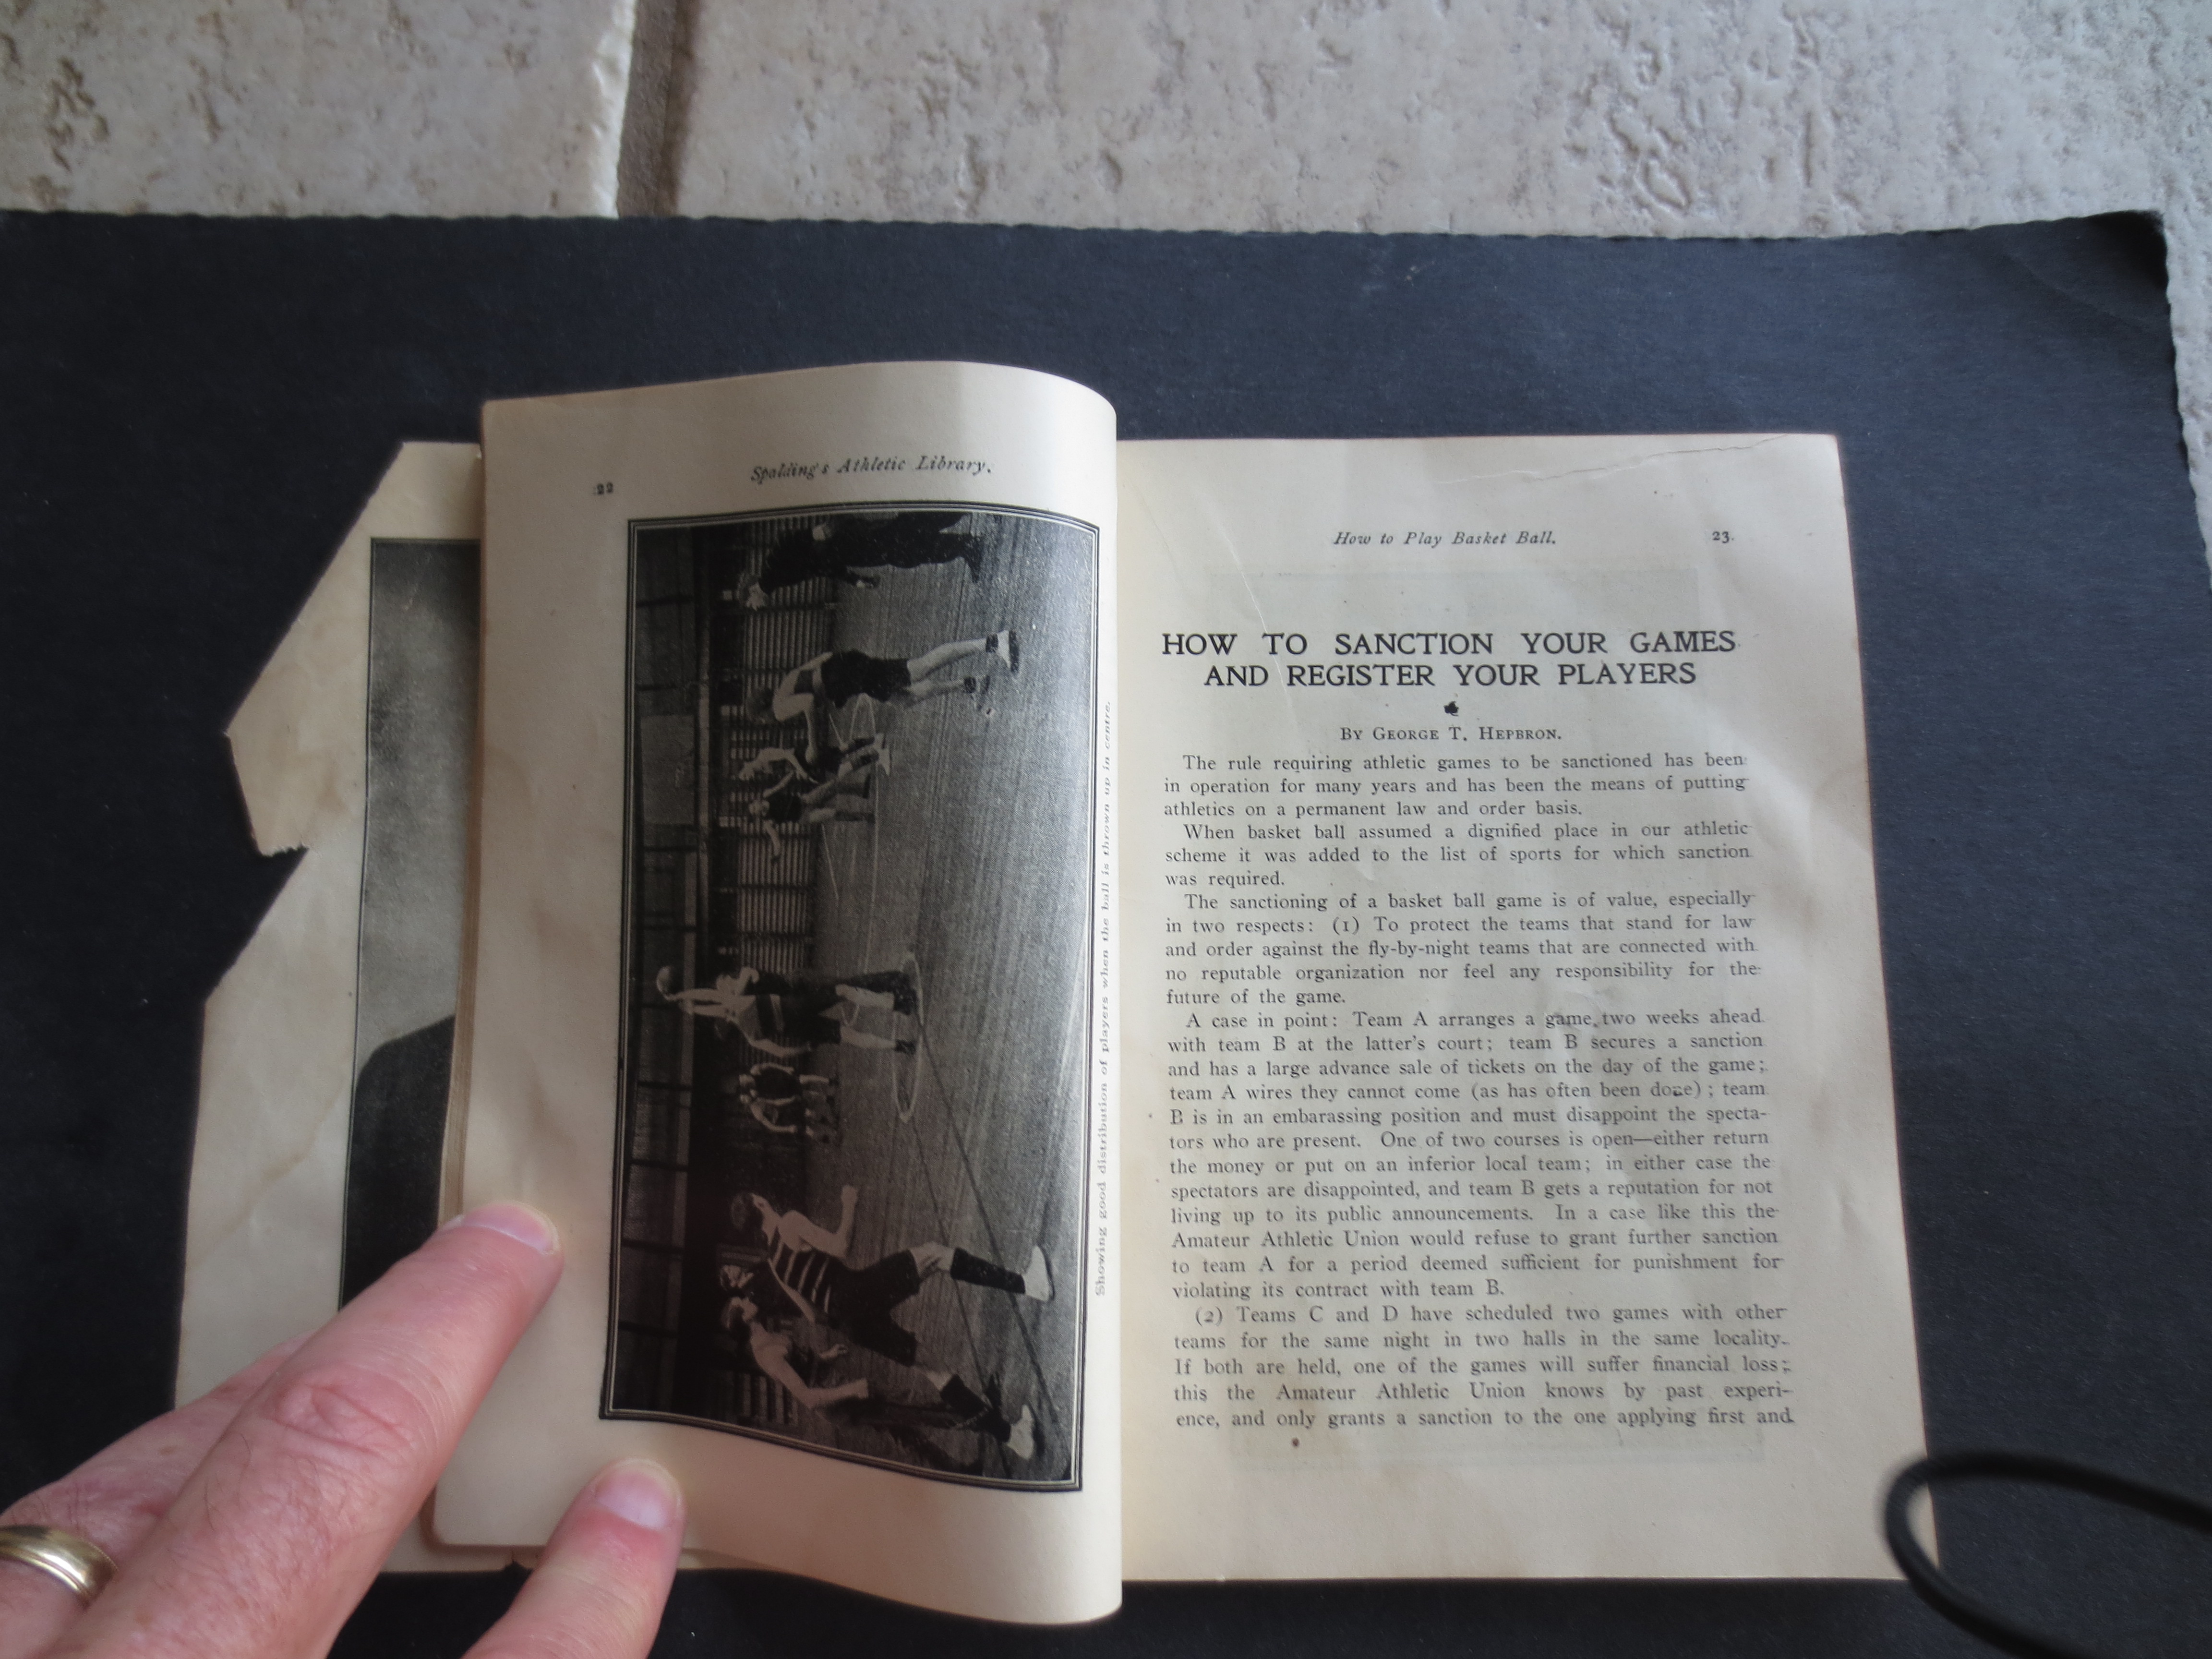 22
Spalding's Athletic Library.
Showing good distribution of players when the ball is thrown up in centre.
How to Play Basket Ball.
23
HOW TO SANCTION YOUR GAMES
AND REGISTER YOUR PLAYERS
By George T. Hepbron.
The rule requiring athletic games to be sanctioned has been
in operation for many years and has been the means of putting
athletics on a permanent law and order basis.
When basket ball assumed a dignified place in our athletic
scheme it was added to the list of sports for which sanction
was required.
The sanctioning of a basket ball game is of value, especially
in two respects: (1) To protect the teams that stand for law
and order against the fly-by-night teams that are connected with
no reputable organization nor feel any responsibility for the
future of the game.
A case in point: Team A arranges a game two weeks ahead
with team B at the latter's court; team B secures a sanction
and has a large advance sale of tickets on the day of the game;
team A wires they cannot come (as has often been done); team
B is in an embarassing position and must disappoint the specta-
tors who are present. One of two courses is open—either return
the money or put on an inferior local team; in either case the
spectators are disappointed, and team B gets a reputation for not
living up to its public announcements. In a case like this the
Amateur Athletic Union would refuse to grant further sanction
to team A for a period deemed sufficient for punishment for
violating its contract with team B.
(2) Teams C and D have scheduled two games with other
teams for the same night in two halls in the same locality.
If both are held, one of the games will suffer financial loss;
this the Amateur Athletic Union knows by past experi-
ence, and only grants a sanction to the one applying first and